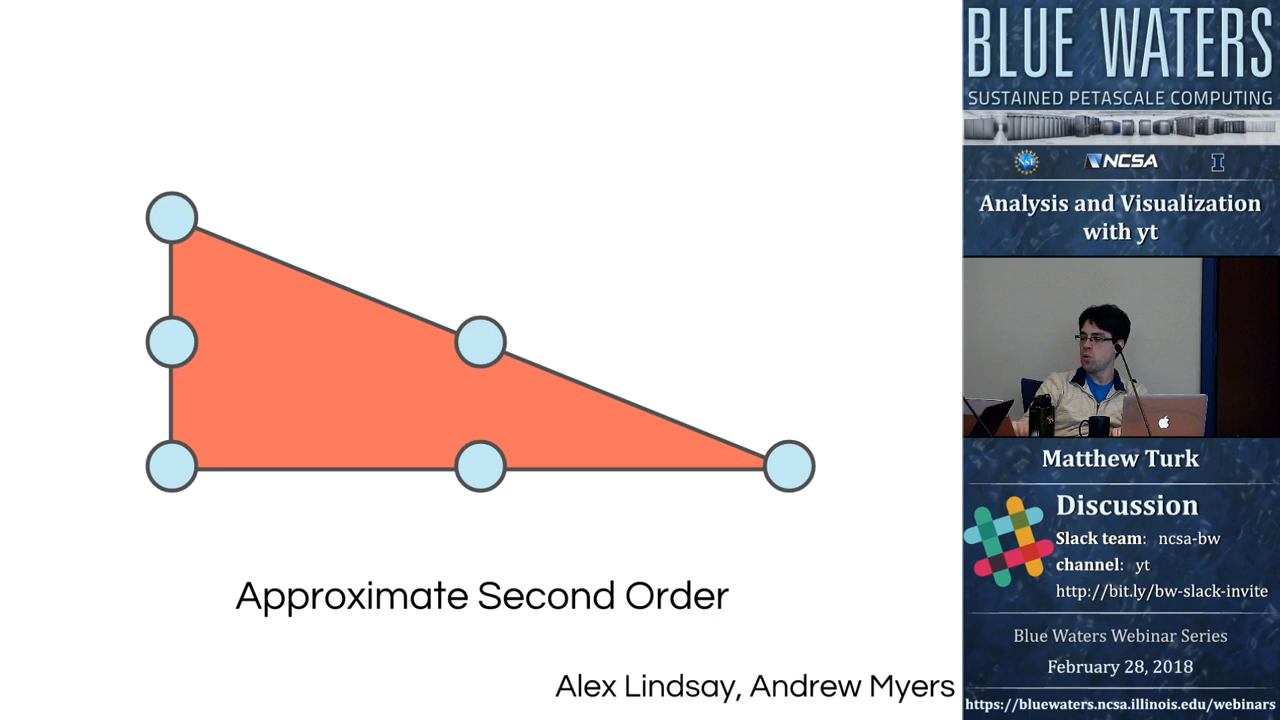 Approximate Second Order
Alex Lindsay, Andrew Myers
BLUE WATERS
SUSTAINED PETASCALE COMPUTING
NSF
NCSA
I
Analysis and Visualization
with yt
Matthew Turk
Discussion
Slack team: ncsa-bw
channel: yt
http://bit.ly/bw-slack-invite
Blue Waters Webinar Series
February 28, 2018
https://bluewaters.ncsa.illinois.edu/webinars